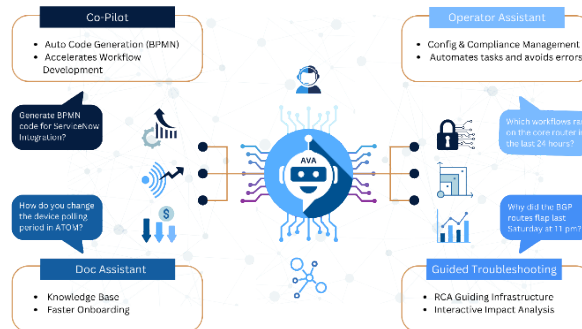 Co-Pilot
Auto Code Generation (BPMN)
Accelerates Workflow
Development
Operator Assistant
Config & Compliance Management
Automates tasks and avoids errors
Generate BPMN
code for ServiceNow
Integration?
Which workflows ra
on the core router i
the last 24 hours?
AVA
How do you change
the device polling
period in ATOM?
$
Why did the BGP
routes flap last
Saturday at 11 pm?
Doc Assistant
Knowledge Base
Faster Onboarding
Guided Troubleshooting
RCA Guiding Infrastructure
Interactive Impact Analysis